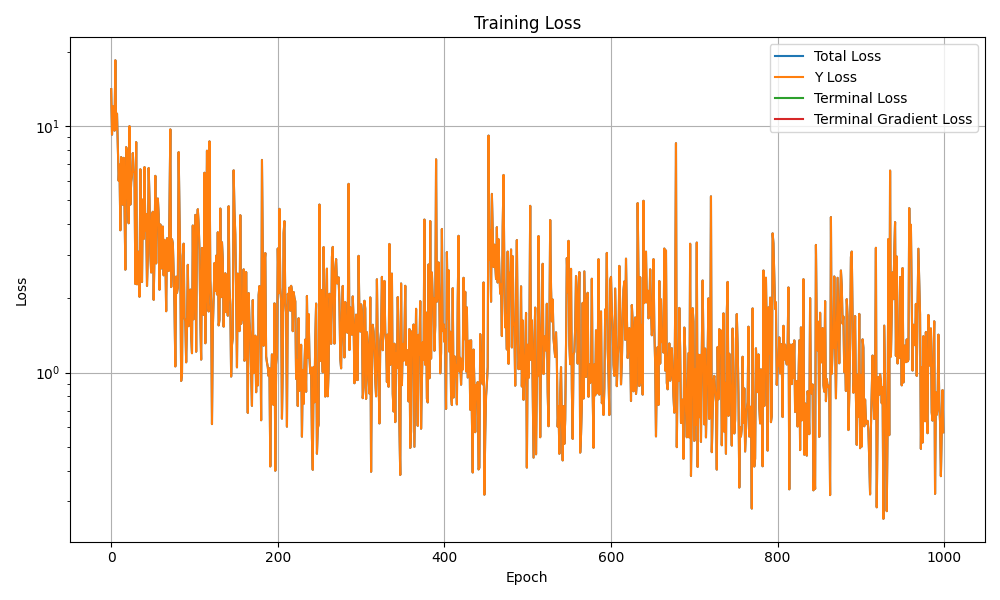 Training Loss
Total Loss
Y Loss
Terminal Loss
Terminal Gradient Loss
10¹
10⁰
Loss
0 200 400 600 800 1000
Epoch